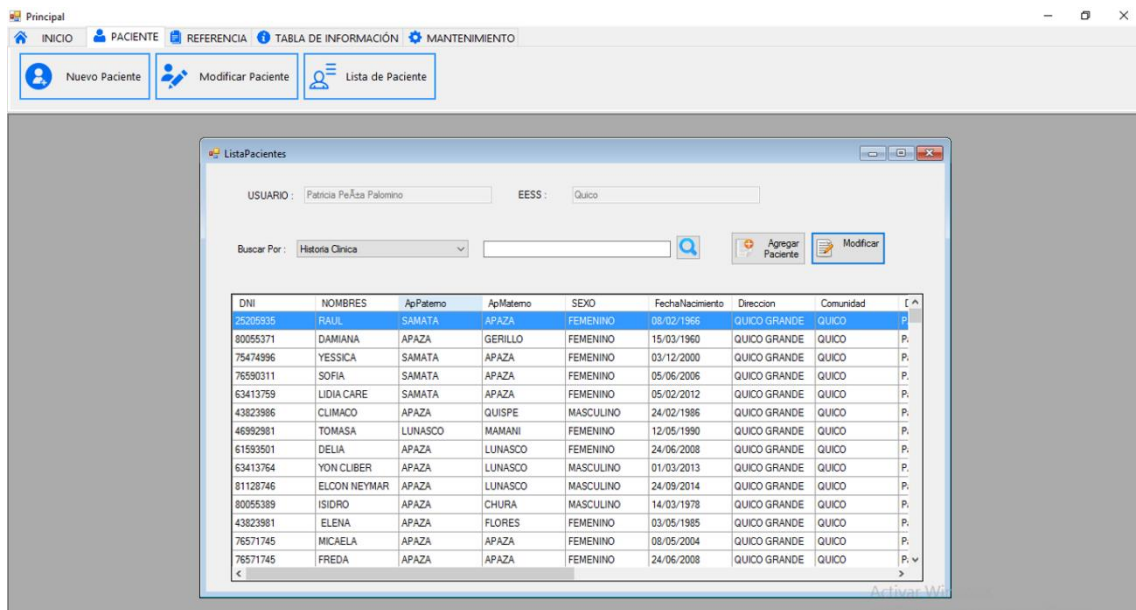 Principal
INICIO PACIENTE REFERENCIA TABLA DE INFORMACIÓN MANTENIMIENTO
Nuevo Paciente Modificar Paciente Lista de Paciente
ListaPacientes
USUARIO : Patricia PeÃ±a Palomino EESS : Quico
Buscar Por : Historia Clinica Agregar Paciente Modificar
DNI NOMBRES ApPaterno ApMaterno SEXO FechaNacimiento Direccion Comunidad
25205935 RAUL SAMATA APAZA FEMENINO 08/02/1966 QUICO GRANDE QUICO
80055371 DAMIANA APAZA GERILLO FEMENINO 15/03/1960 QUICO GRANDE QUICO
75474996 YESSICA SAMATA APAZA FEMENINO 03/12/2000 QUICO GRANDE QUICO
76590311 SOFIA SAMATA APAZA FEMENINO 05/06/2006 QUICO GRANDE QUICO
63413759 LIDIA CARE SAMATA APAZA FEMENINO 05/02/2012 QUICO GRANDE QUICO
43823986 CLIMACO APAZA QUISPE MASCULINO 24/02/1986 QUICO GRANDE QUICO
46992981 TOMASA LUNASCO MAMANI FEMENINO 12/05/1990 QUICO GRANDE QUICO
61593501 DELIA APAZA LUNASCO FEMENINO 24/06/2008 QUICO GRANDE QUICO
63413764 YON CLIBER APAZA LUNASCO MASCULINO 01/03/2013 QUICO GRANDE QUICO
81128746 ELCON NEYMAR APAZA LUNASCO MASCULINO 24/09/2014 QUICO GRANDE QUICO
80055389 ISIDRO APAZA CHURA MASCULINO 14/03/1978 QUICO GRANDE QUICO
43823981 ELENA APAZA FLORES FEMENINO 03/05/1985 QUICO GRANDE QUICO
76571745 MICAELA APAZA APAZA FEMENINO 08/05/2004 QUICO GRANDE QUICO
76571745 FREDA APAZA APAZA FEMENINO 24/06/2008 QUICO GRANDE QUICO
Activar